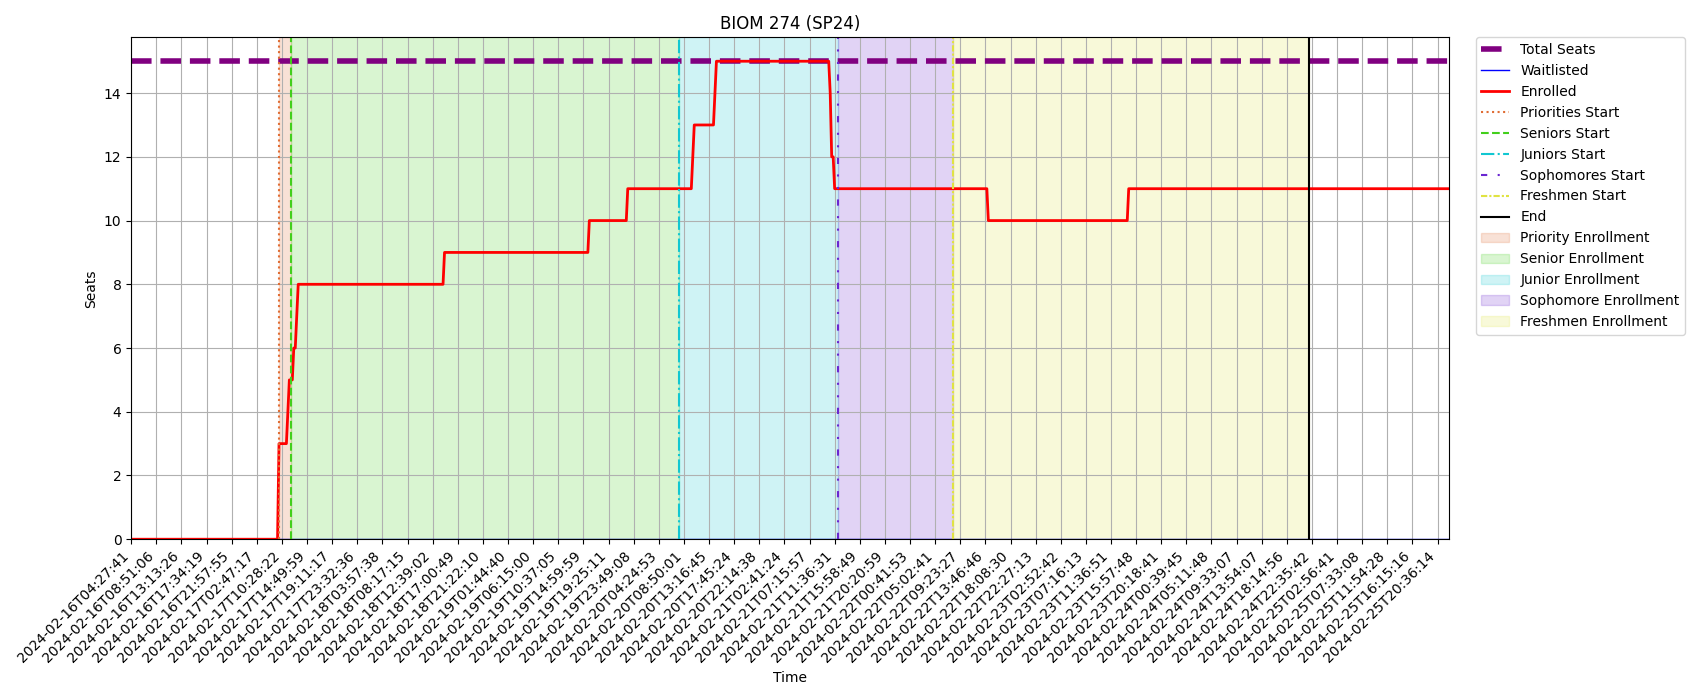 BIOM 274 (SP24)
Total Seats
Waitlisted
Enrolled
Priorities Start
Seniors Start
Juniors Start
Sophomores Start
Freshmen Start
End
Priority Enrollment
Senior Enrollment
Junior Enrollment
Sophomore Enrollment
Freshmen Enrollment
Seats
14
12
10
8
6
4
2
0
2024-02-16T04:27:41
2024-02-16T08:51:06
2024-02-16T13:13:26
2024-02-16T17:34:19
2024-02-16T21:57:55
2024-02-17T02:47:17
2024-02-17T10:28:22
2024-02-17T14:49:59
2024-02-17T19:11:17
2024-02-17T23:32:36
2024-02-18T03:57:38
2024-02-18T08:17:15
2024-02-18T12:39:02
2024-02-18T17:00:49
2024-02-18T21:22:10
2024-02-19T01:44:40
2024-02-19T06:15:00
2024-02-19T10:37:05
2024-02-19T14:59:59
2024-02-19T19:25:11
2024-02-19T23:49:08
2024-02-20T04:24:53
2024-02-20T08:50:01
2024-02-20T13:16:45
2024-02-20T17:45:24
2024-02-20T22:14:38
2024-02-21T02:41:24
2024-02-21T07:15:57
2024-02-21T11:36:31
2024-02-21T15:58:49
2024-02-21T20:20:59
2024-02-22T00:41:53
2024-02-22T05:02:41
2024-02-22T09:23:27
2024-02-22T13:46:46
2024-02-22T18:08:30
2024-02-22T22:27:13
2024-02-23T02:52:42
2024-02-23T07:16:13
2024-02-23T11:36:51
2024-02-23T15:57:48
2024-02-23T20:18:41
2024-02-24T00:39:45
2024-02-24T05:11:48
2024-02-24T09:33:07
2024-02-24T13:54:07
2024-02-24T18:14:56
2024-02-24T22:35:42
2024-02-25T02:56:41
2024-02-25T07:33:08
2024-02-25T11:54:28
2024-02-25T16:15:16
2024-02-25T20:36:14
Time